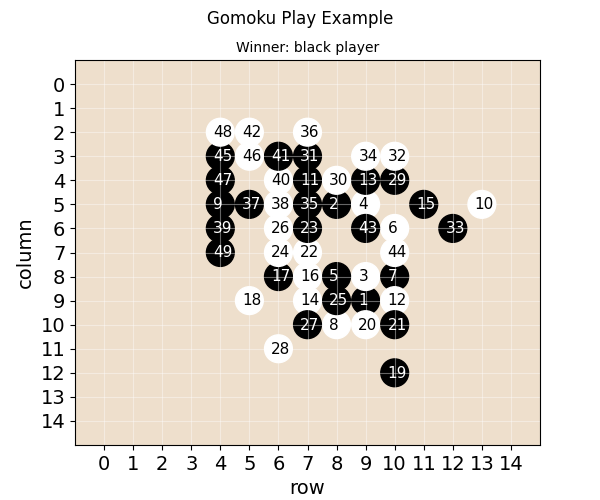 Gomoku Play Example
Winner: black player
0
1
2 48 42 36
3 45 46 41 31 34 32
4 47 40 11 30 13 29
column
5 9 37 38 35 2 4 15 10
6 39 26 23 43 6 33
7 49 24 22 44
8 17 16 5 3 7
9 18 14 25 1 12
10 27 8 20 21
11 28
12 19
13
14
0 1 2 3 4 5 6 7 8 9 10 11 12 13 14
row